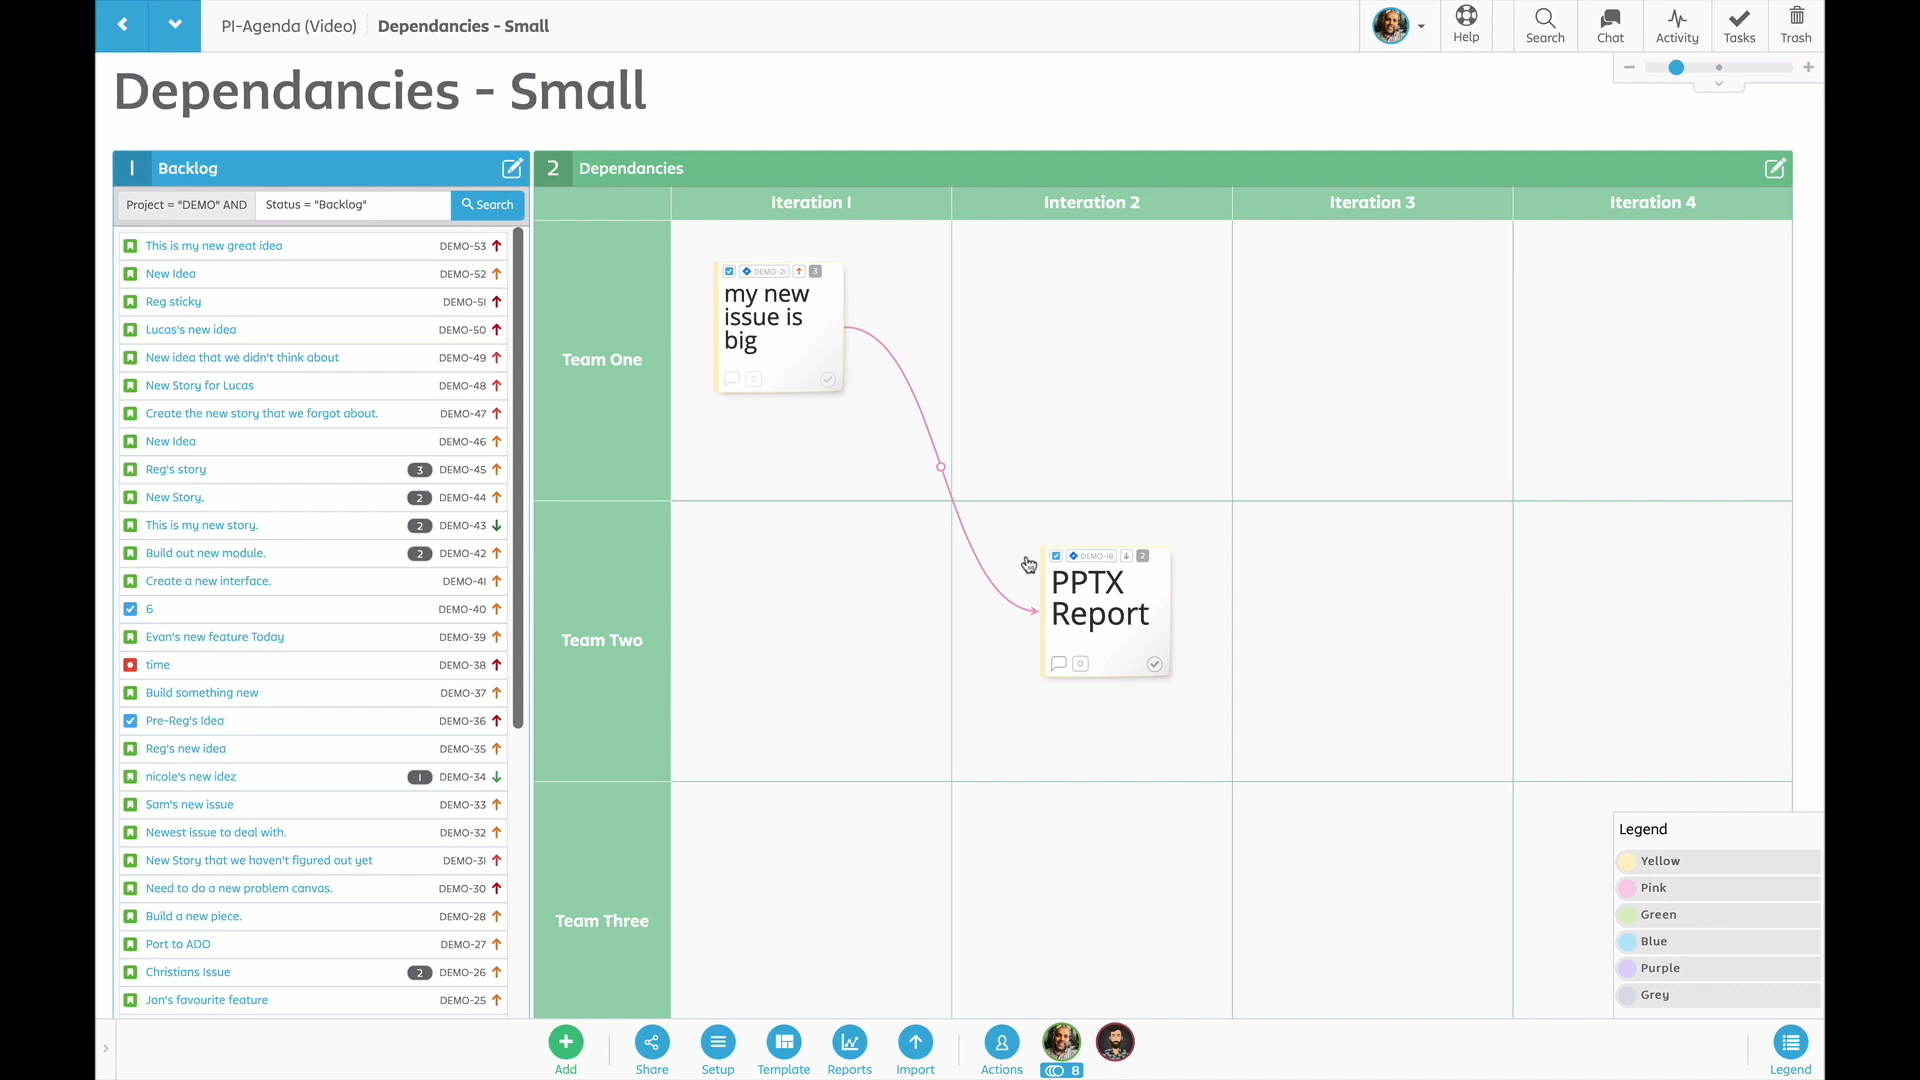 PI-Agenda (Video)
Dependancies - Small
Help
Search
Chat
Activity
Tasks
Trash
Dependancies - Small
1 Backlog
Project = "DEMO" AND
Status = "Backlog"
Search
This is my new great idea DEMO-53
New Idea DEMO-52
Reg sticky DEMO-51
Lucas's new idea DEMO-50
New idea that we didn't think about DEMO-49
New Story for Lucas DEMO-48
Create the new story that we forgot about. DEMO-47
New Idea DEMO-46
Reg's story 3 DEMO-45
New Story. 2 DEMO-44
This is my new story. 2 DEMO-43
Build out new module. 2 DEMO-42
Create a new interface. DEMO-41
6 DEMO-40
Evan's new feature Today DEMO-39
time DEMO-38
Build something new DEMO-37
Pre-Reg's Idea DEMO-36
Reg's new idea DEMO-35
nicole's new idez 1 DEMO-34
Sam's new issue DEMO-33
Newest issue to deal with. DEMO-32
New Story that we haven't figured out yet DEMO-31
Need to do a new problem canvas. DEMO-30
Build a new piece. DEMO-28
Port to ADO DEMO-27
Christians Issue 2 DEMO-26
Jon's favourite feature DEMO-25
2 Dependancies
Iteration 1
Interation 2
Iteration 3
Iteration 4
Team One
DEMO-21 3
my new
issue is
big
0
Team Two
DEMO-18 2
PPTX
Report
0
Team Three
Legend
Yellow
Pink
Green
Blue
Purple
Grey
Add
Share
Setup
Template
Reports
Import
Actions
8
Legend